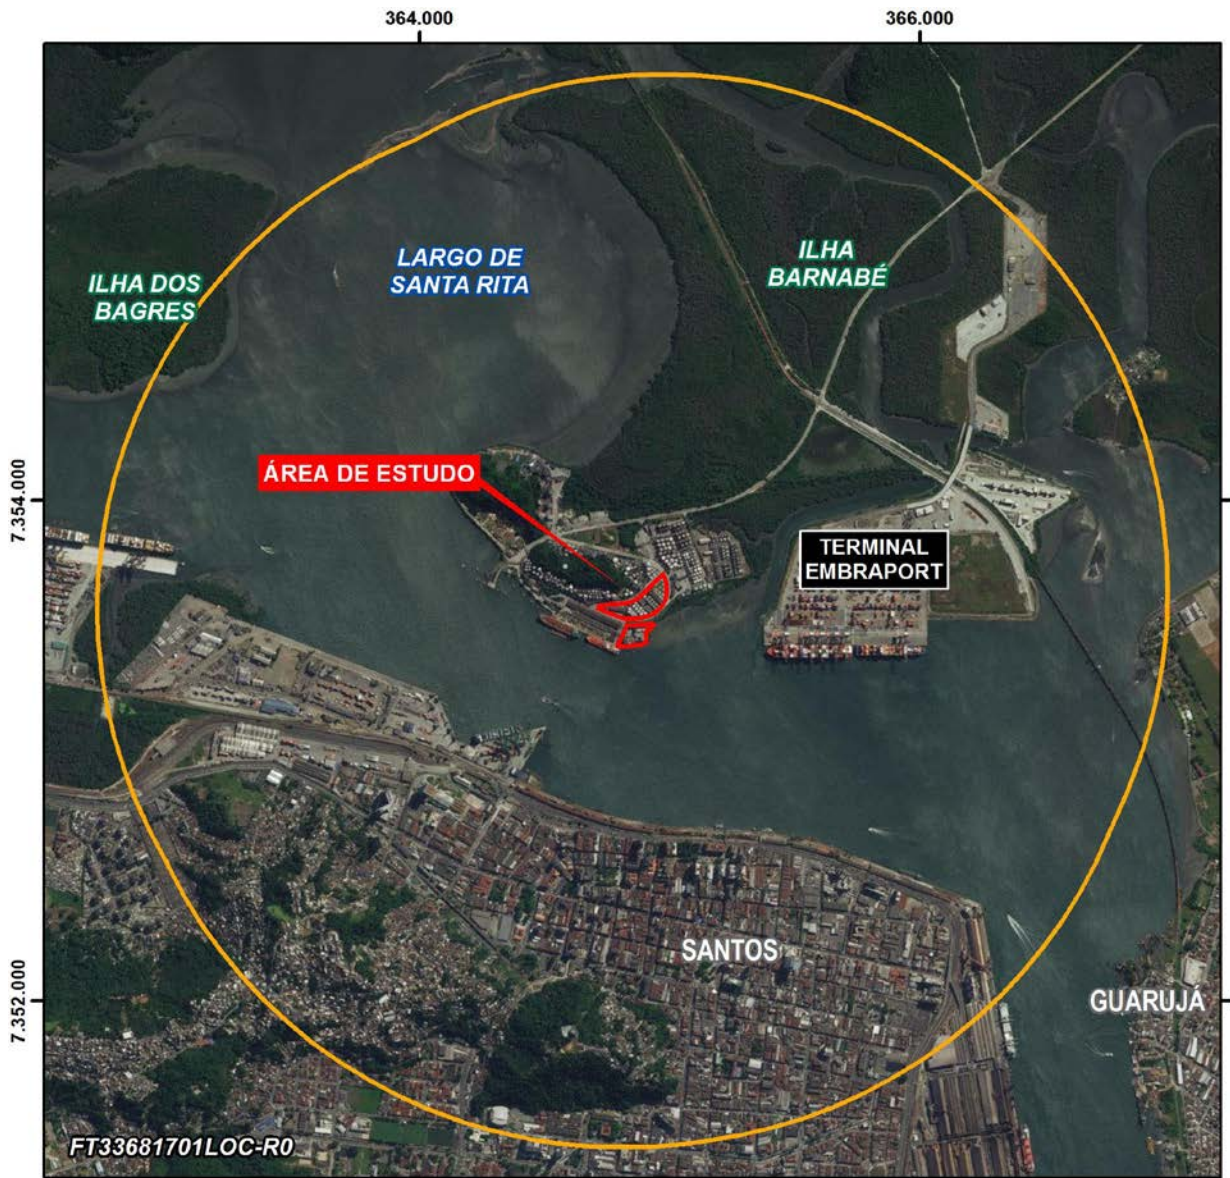 364.000
366.000
ILHA DOS
BAGRES
LARGO DE
SANTA RITA
ILHA
BARNABÉ
ÁREA DE ESTUDO
7.354.000
TERMINAL
EMBRAPORT
SANTOS
7.352.000
GUARUJÁ
FT33681701LOC-R0